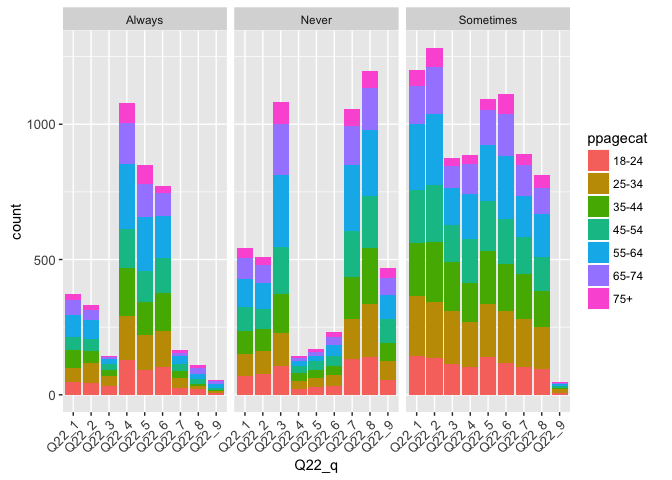 Always
Never
Sometimes
1000
500
0
count
Q22_1
Q22_2
Q22_3
Q22_4
Q22_5
Q22_6
Q22_7
Q22_8
Q22_9
Q22_1
Q22_2
Q22_3
Q22_4
Q22_5
Q22_6
Q22_7
Q22_8
Q22_9
Q22_1
Q22_2
Q22_3
Q22_4
Q22_5
Q22_6
Q22_7
Q22_8
Q22_9
Q22_q
ppagecat
18-24
25-34
35-44
45-54
55-64
65-74
75+